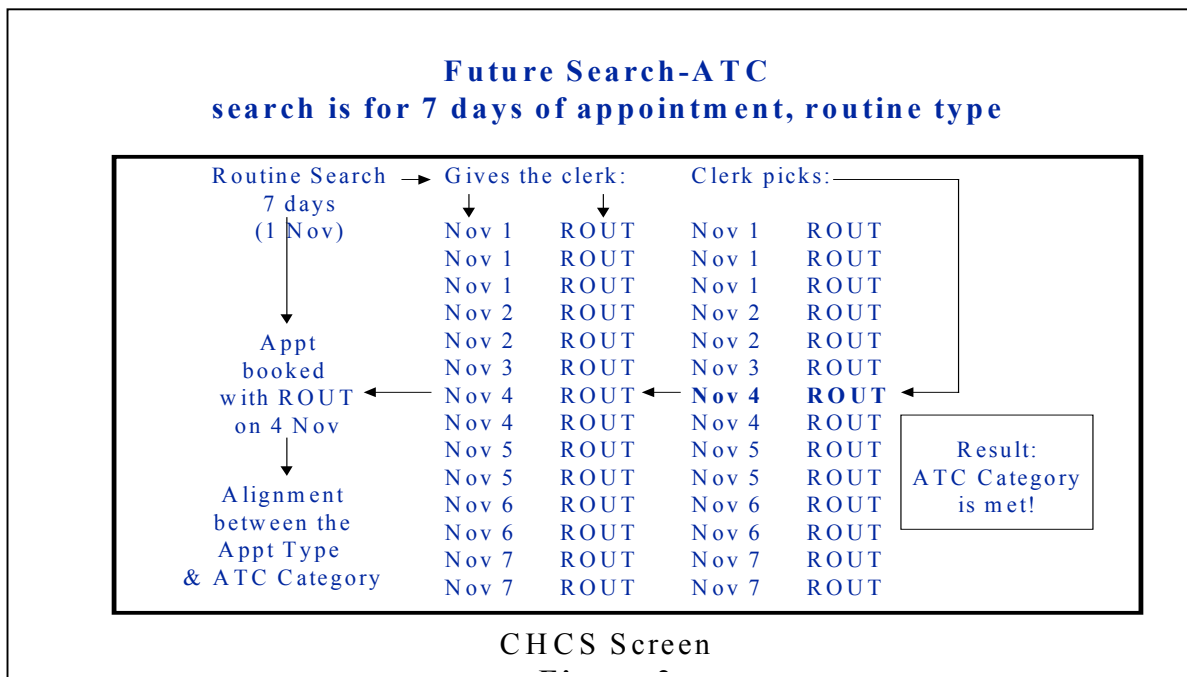 Future Search-ATC
search is for 7 days of appointment, routine type
Routine Search
7 days
(1 Nov)
Appt
booked
with ROUT
on 4 Nov
Alignment
between the
Appt Type
& ATC Category
Gives the clerk:
Nov 1 ROUT
Nov 1 ROUT
Nov 1 ROUT
Nov 2 ROUT
Nov 2 ROUT
Nov 3 ROUT
Nov 4 ROUT
Nov 4 ROUT
Nov 5 ROUT
Nov 5 ROUT
Nov 6 ROUT
Nov 6 ROUT
Nov 7 ROUT
Nov 7 ROUT
Clerk picks:
Nov 1 ROUT
Nov 1 ROUT
Nov 1 ROUT
Nov 2 ROUT
Nov 2 ROUT
Nov 3 ROUT
Nov 4 ROUT
Nov 4 ROUT
Nov 5 ROUT
Nov 5 ROUT
Nov 6 ROUT
Nov 6 ROUT
Nov 7 ROUT
Nov 7 ROUT
Result:
ATC Category
is met!
CHCS Screen